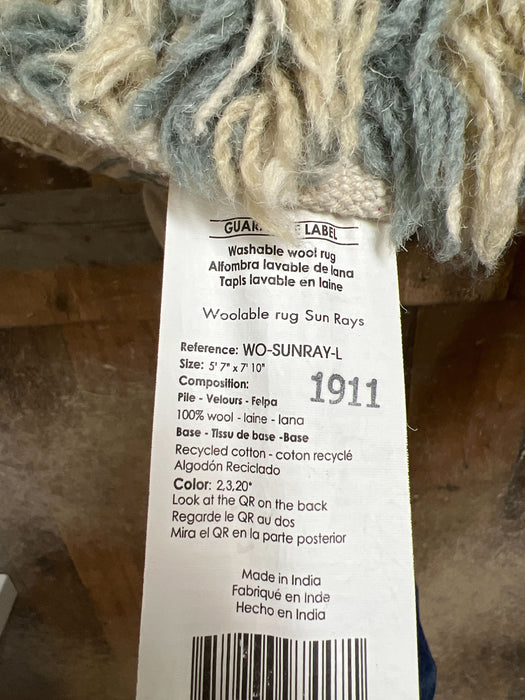 LABEL
Washable wool rug
Alfombra lavable de lana
Tapis lavable en laine
Woolable rug Sun Rays
Reference: WO-SUNRAY-L
Size: 5' 7" x 7' 10"
Composition:
1911
Pile - Velours - Felpa
100% wool - laine - lana
Base - Tissu de base -Base
Recycled cotton - coton recyclé
Algodón Reciclado
Color: 2,3,20*
Look at the QR on the back
Regarde le QR au dos
Mira el QR en la parte posterior
Made in India
Fabriqué en Inde
Hecho en India